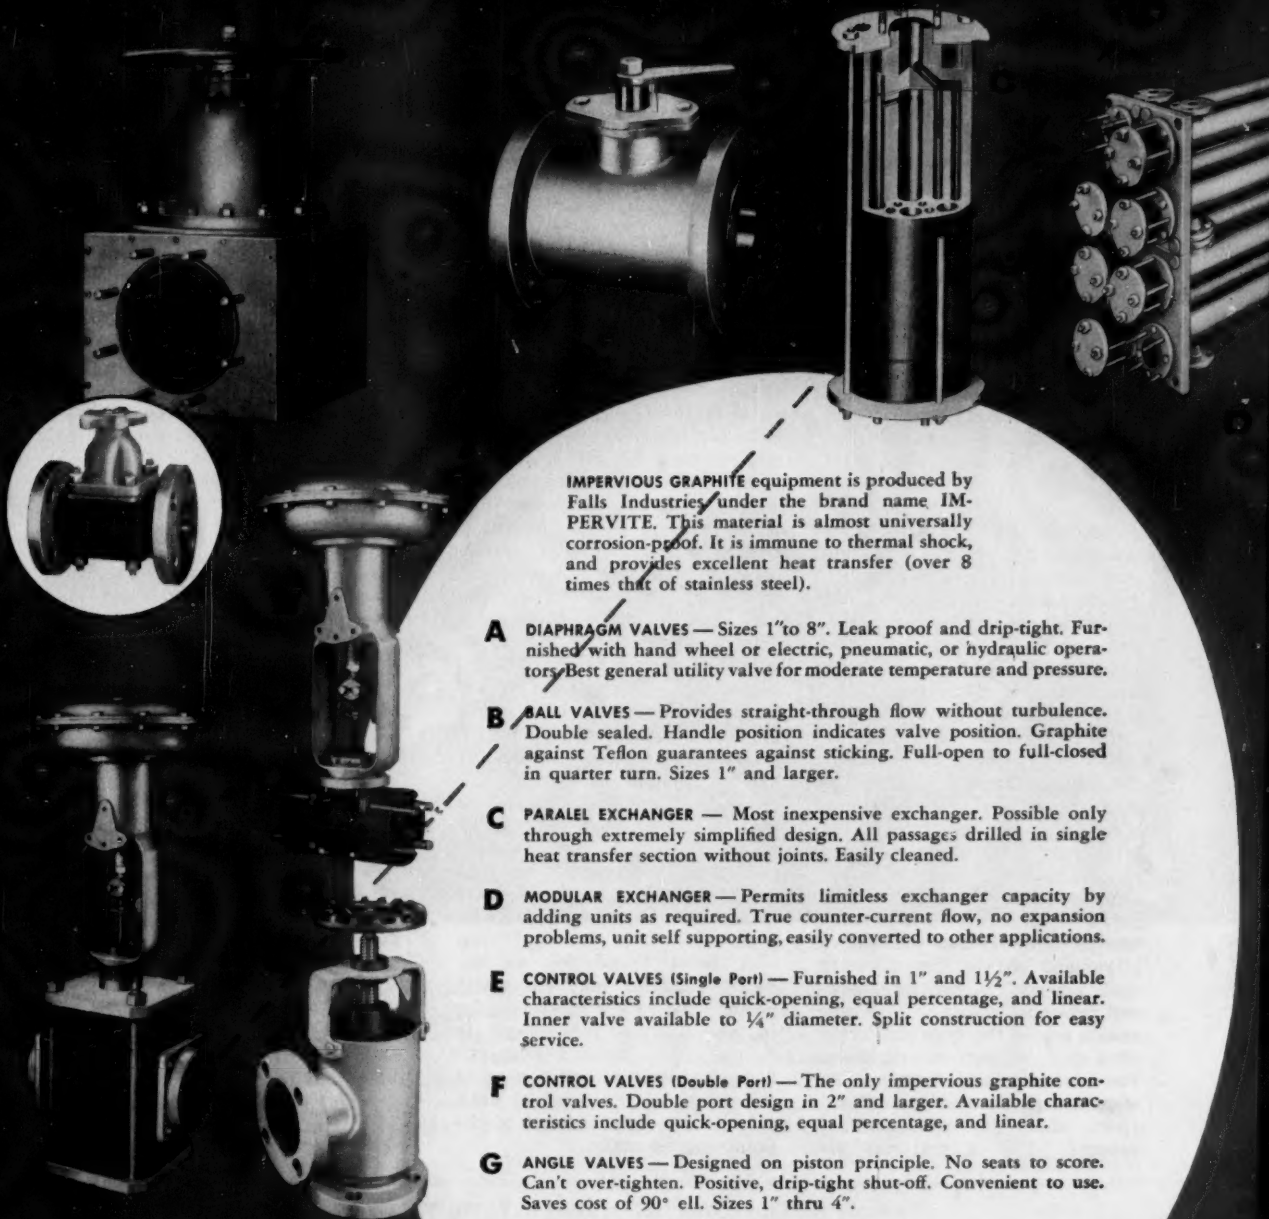 IMPERVIOUS GRAPHITE equipment is produced by
Falls Industries under the brand name IM-
PERVITE. This material is almost universally
corrosion-proof. It is immune to thermal shock,
and provides excellent heat transfer (over 8
times that of stainless steel).
A DIAPHRAGM VALVES — Sizes 1" to 8". Leak proof and drip-tight. Fur-
nished with hand wheel or electric, pneumatic, or hydraulic opera-
tors. Best general utility valve for moderate temperature and pressure.
B BALL VALVES — Provides straight-through flow without turbulence.
Double sealed. Handle position indicates valve position. Graphite
against Teflon guarantees against sticking. Full-open to full-closed
in quarter turn. Sizes 1" and larger.
C PARALEL EXCHANGER — Most inexpensive exchanger. Possible only
through extremely simplified design. All passages drilled in single
heat transfer section without joints. Easily cleaned.
D MODULAR EXCHANGER — Permits limitless exchanger capacity by
adding units as required. True counter-current flow, no expansion
problems, unit self supporting, easily converted to other applications.
E CONTROL VALVES (Single Port) — Furnished in 1" and 1½". Available
characteristics include quick-opening, equal percentage, and linear.
Inner valve available to ¼" diameter. Split construction for easy
service.
F CONTROL VALVES (Double Port) — The only impervious graphite con-
trol valves. Double port design in 2" and larger. Available charac-
teristics include quick-opening, equal percentage, and linear.
G ANGLE VALVES — Designed on piston principle. No seats to score.
Can't over-tighten. Positive, drip-tight shut-off. Convenient to use.
Saves cost of 90° ell. Sizes 1" thru 4".